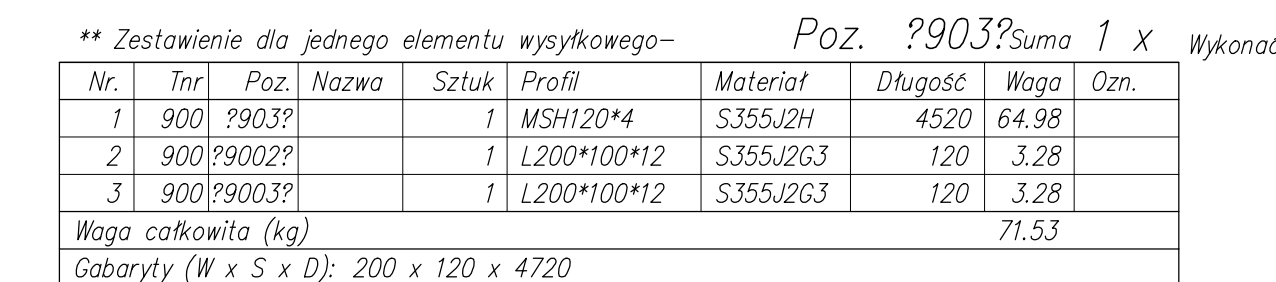 ** Zestawienie dla jednego elementu wysyłkowego- Poz. ?903? Suma 1 x Wykonać
Nr. Tnr Poz. Nazwa Sztuk Profil Materiał Długość Waga Ozn.
1 900 ?903? 1 MSH120*4 S355J2H 4520 64.98
2 900 ?9002? 1 L200*100*12 S355J2G3 120 3.28
3 900 ?9003? 1 L200*100*12 S355J2G3 120 3.28
Waga całkowita (kg) 71.53
Gabaryty (W x S x D): 200 x 120 x 4720